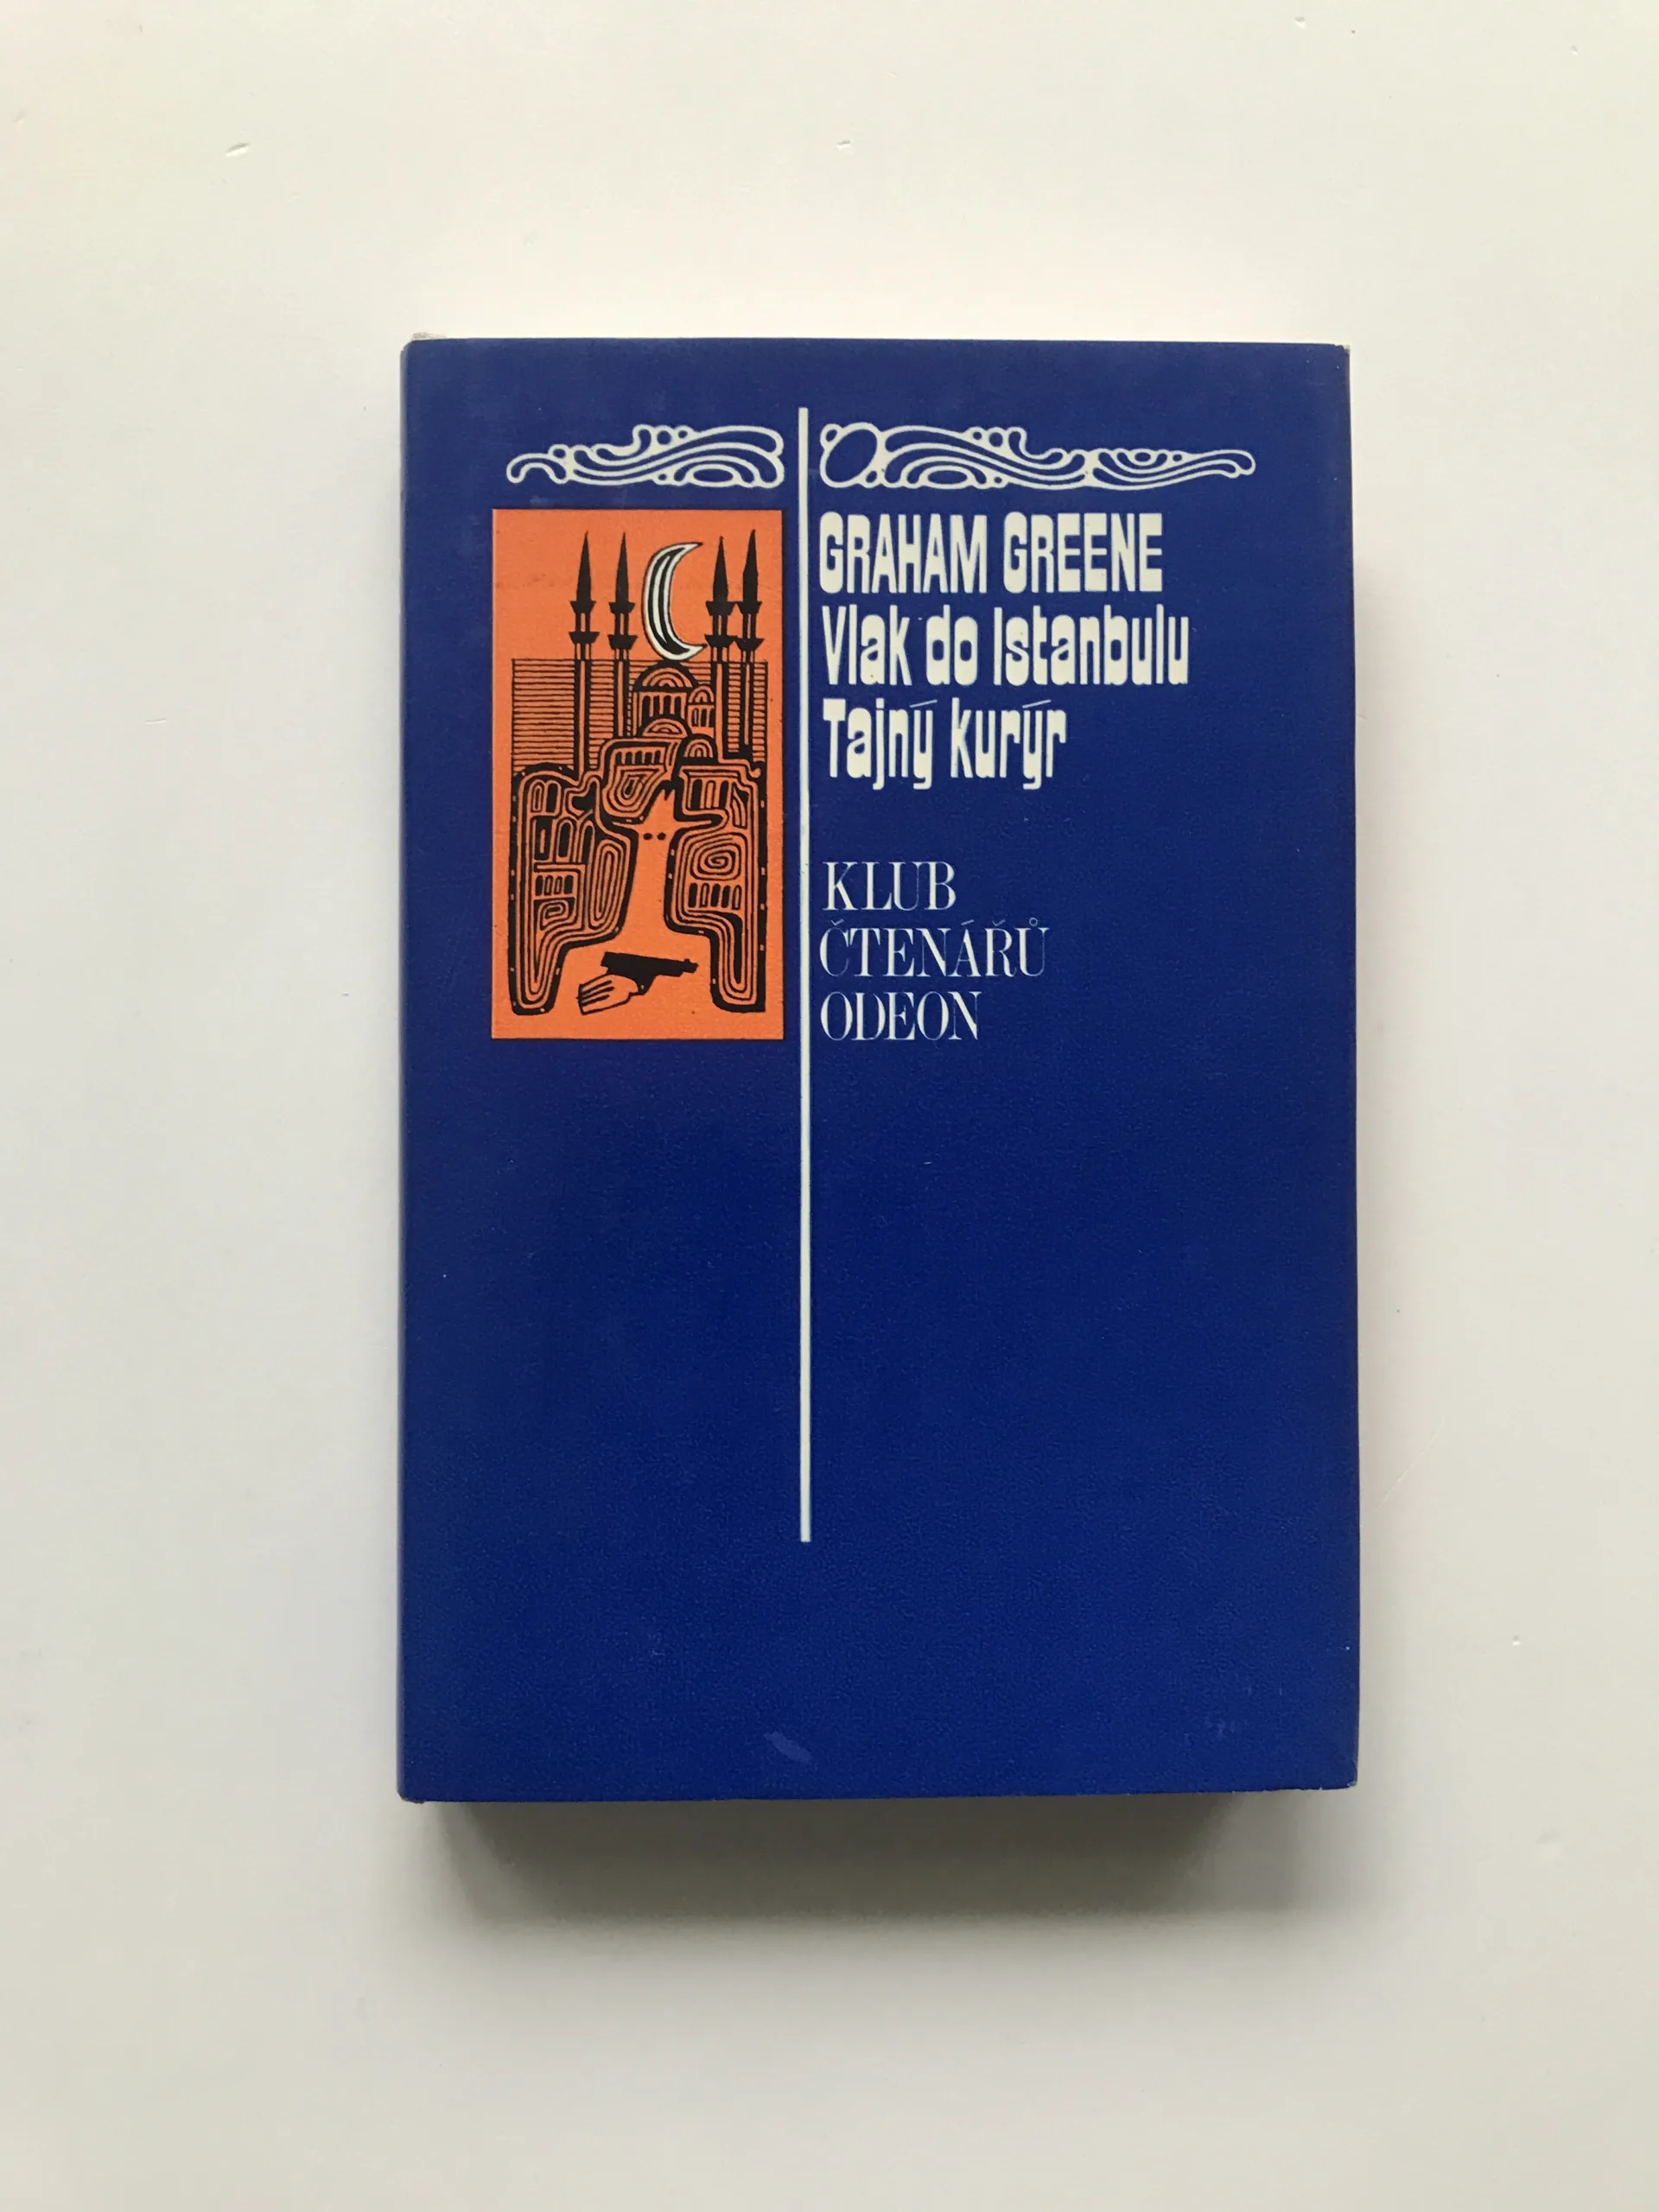 GRAHAM GREENE
Vlak do Istanbulu
Tajný kurýr
KLUB
ČTENÁŘŮ
ODEON